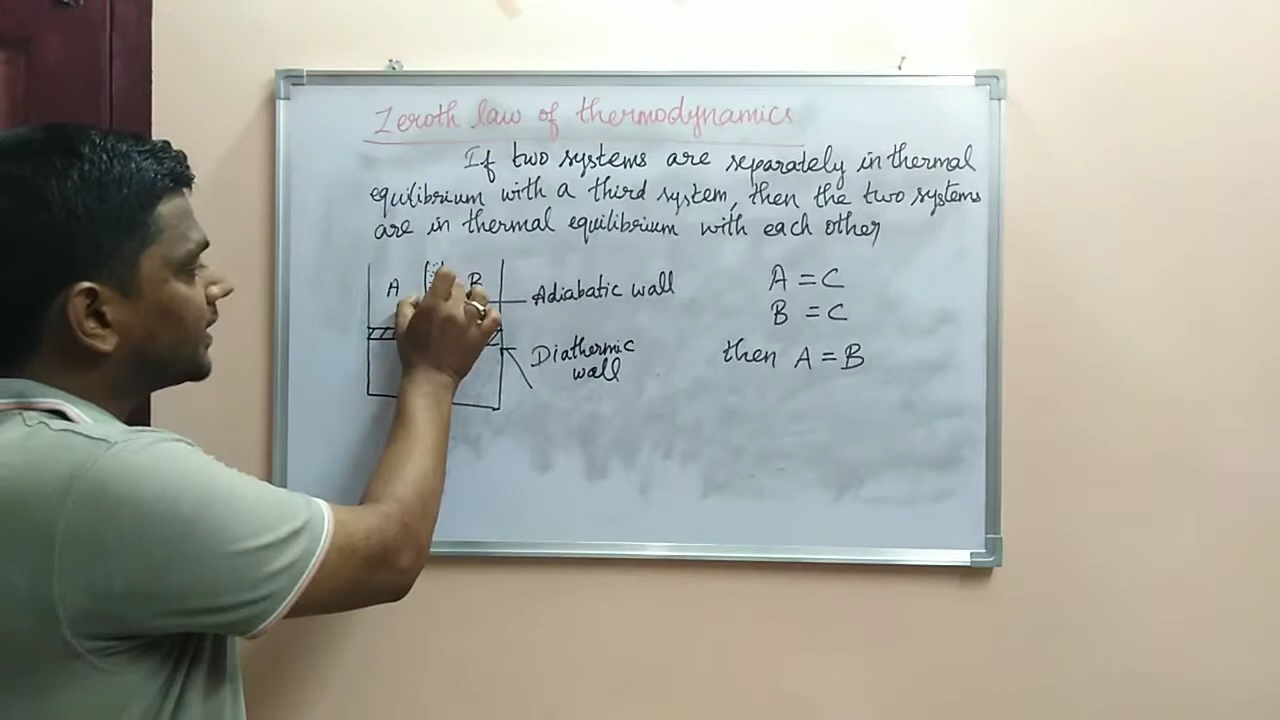 Zeroth law of thermodynamics
If two systems are separately in thermal
equilibrium with a third system, then the two systems
are in thermal equilibrium with each other
A B Adiabatic wall
Diathermic
wall
A = C
B = C
then A = B